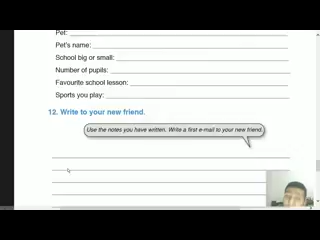 Pet:
Pet's name:
School big or small:
Number of pupils:
Favourite school lesson:
Sports you play:
12. Write to your new friend.
Use the notes you have written. Write a first e-mail to your new friend.